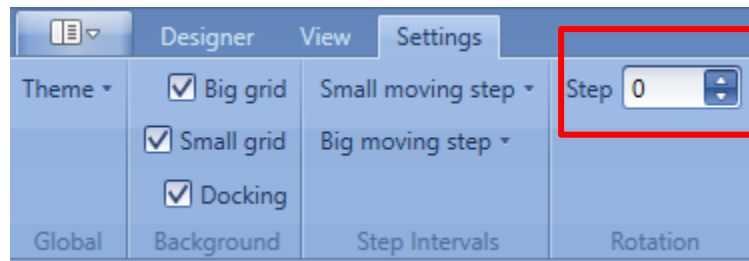 Designer View Settings
Theme Big grid Small moving step Step 0
Small grid Big moving step
Docking
Global Background Step Intervals Rotation